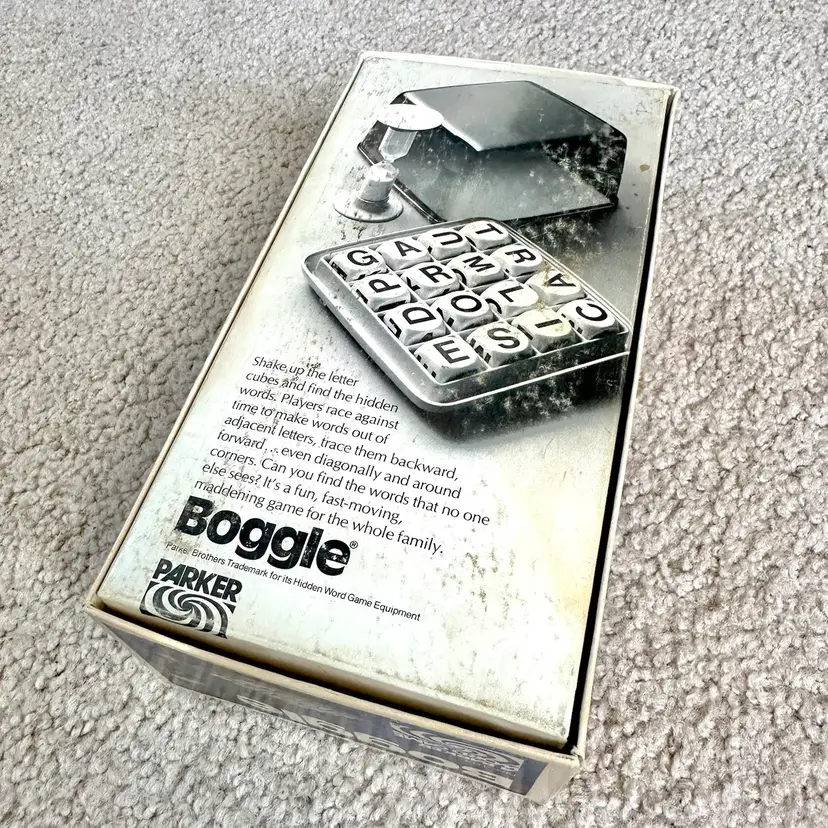 G A U T
P R M R
D O L A
E S I C
Shake up the letter
cubes and find the hidden
words. Players race against
time to make words out of
adjacent letters, trace them backward,
forward . . . even diagonally and around
corners. Can you find the words that no one
else sees? It's a fun, fast-moving,
maddening game for the whole family.
Boggle®
Parker Brothers Trademark for its Hidden Word Game Equipment
PARKER